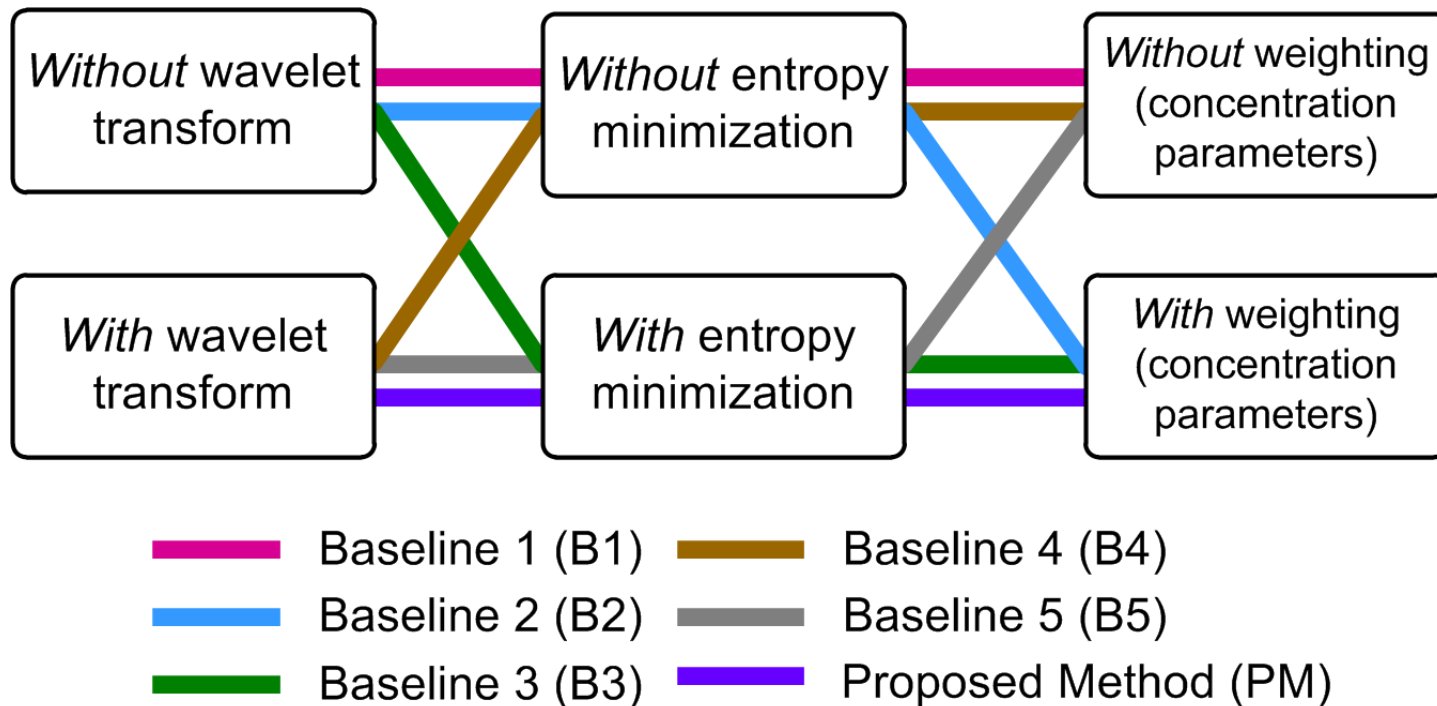 Without wavelet
transform
Without entropy
minimization
Without weighting
(concentration
parameters)
With wavelet
transform
With entropy
minimization
With weighting
(concentration
parameters)
Baseline 1 (B1)
Baseline 4 (B4)
Baseline 2 (B2)
Baseline 5 (B5)
Baseline 3 (B3)
Proposed Method (PM)